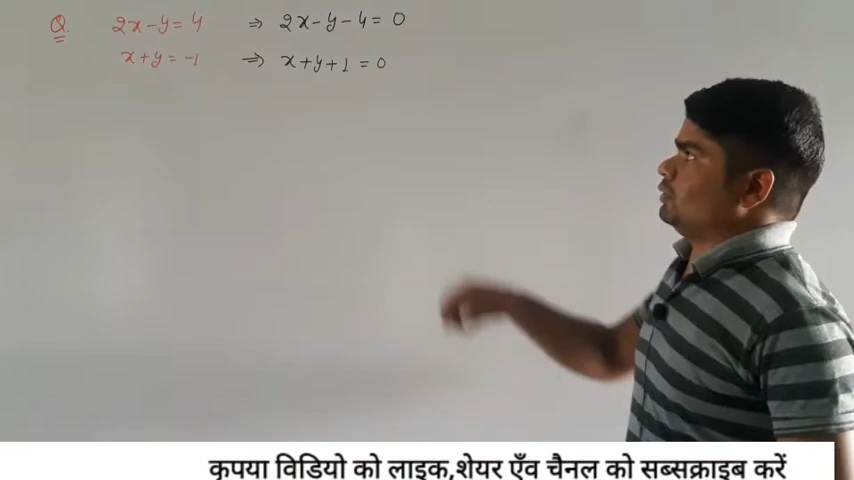 Q. 2x-y=4 ⇒ 2x-y-4=0
x+y=-1 ⇒ x+y+1=0
कृपया विडियो को लाइक,शेयर एँव चैनल को सब्सक्राइब करें